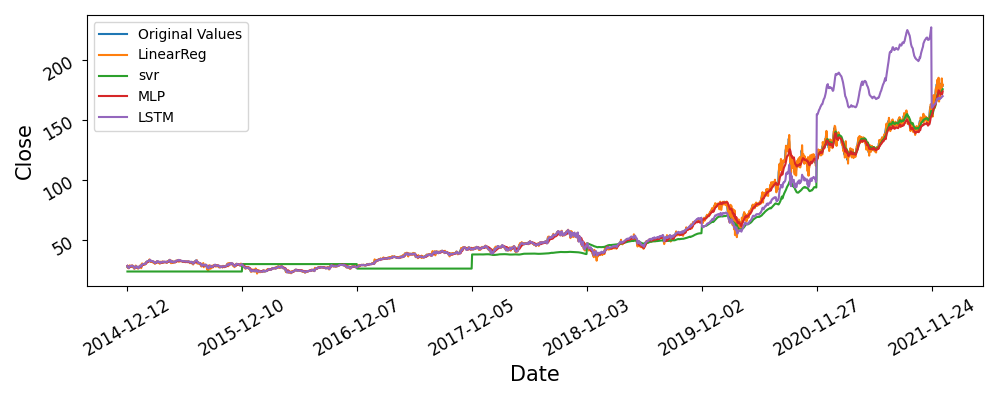 Original Values
LinearReg
svr
MLP
LSTM
Close
200
150
100
50
2014-12-12
2015-12-10
2016-12-07
2017-12-05
2018-12-03
2019-12-02
2020-11-27
2021-11-24
Date